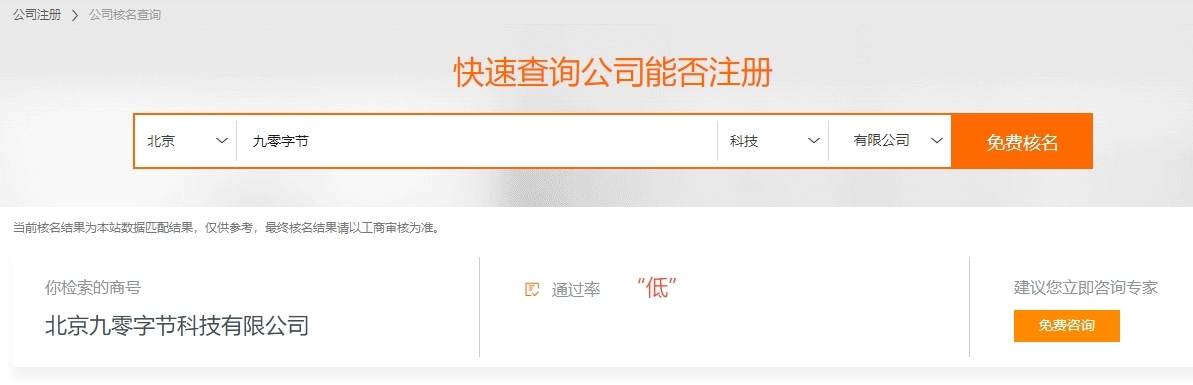 公司注册 > 公司核名查询
快速查询公司能否注册
北京 九零字节 科技 有限公司 免费核名
当前核名结果为本站数据匹配结果，仅供参考，最终核名结果请以工商审核为准。
你检索的商号
北京九零字节科技有限公司
通过率 “低”
建议您立即咨询专家
免费咨询